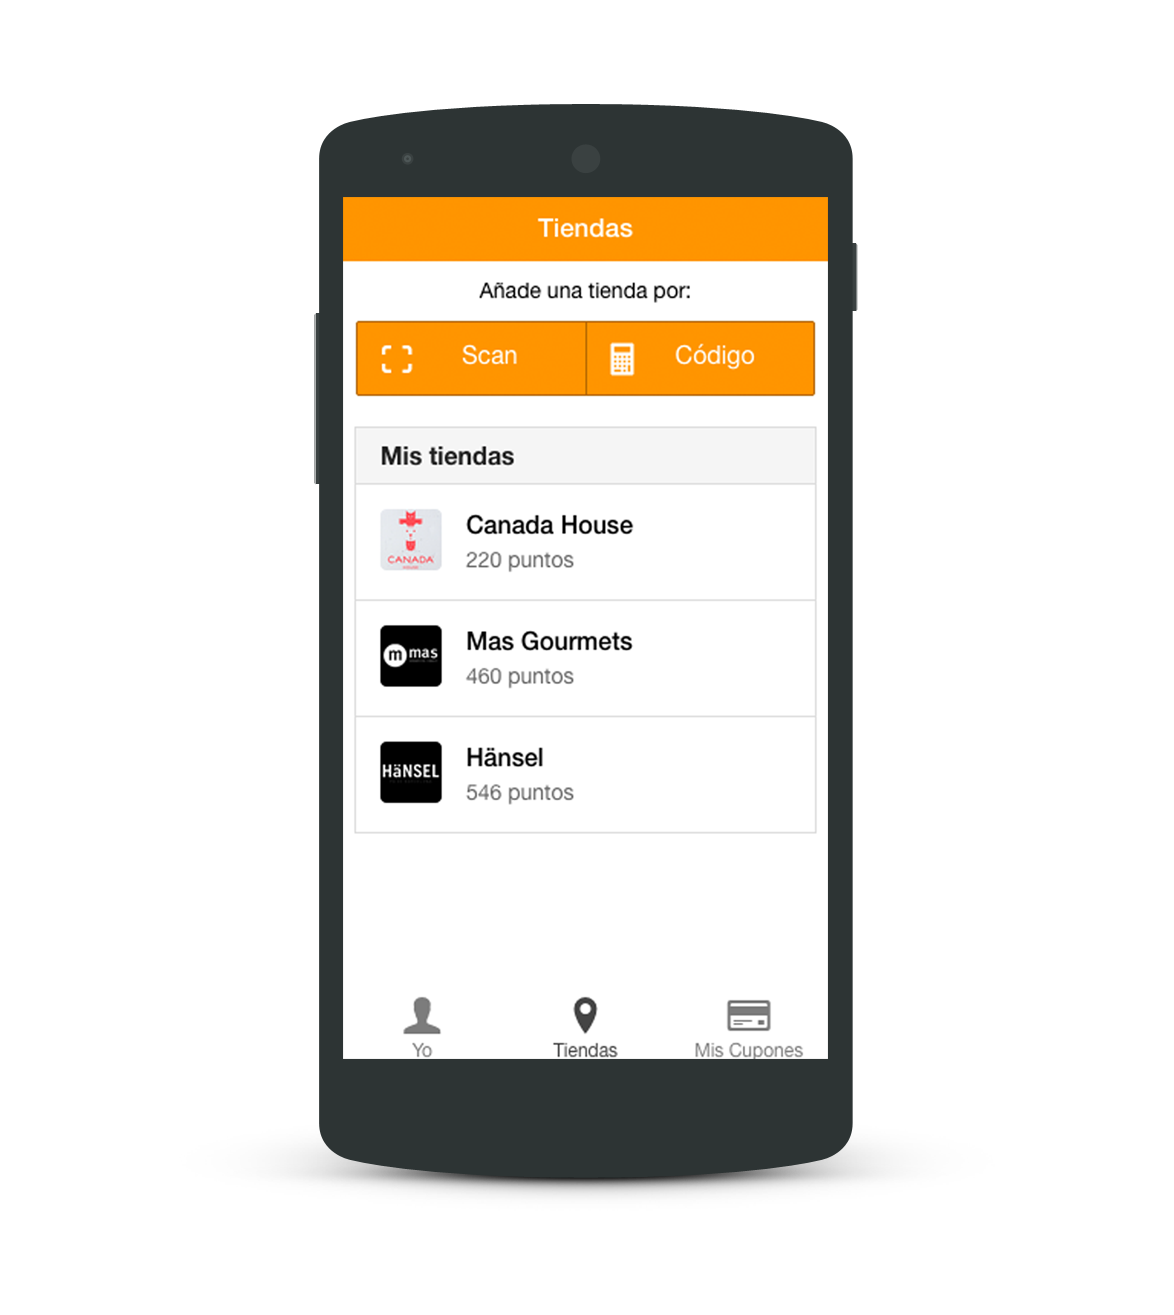 Tiendas
Añade una tienda por:
Scan
Código
Mis tiendas
CANADA
Canada House
220 puntos
m mas
Mas Gourmets
460 puntos
HäNSEL
Hänsel
546 puntos
Yo
Tiendas
Mis Cupones